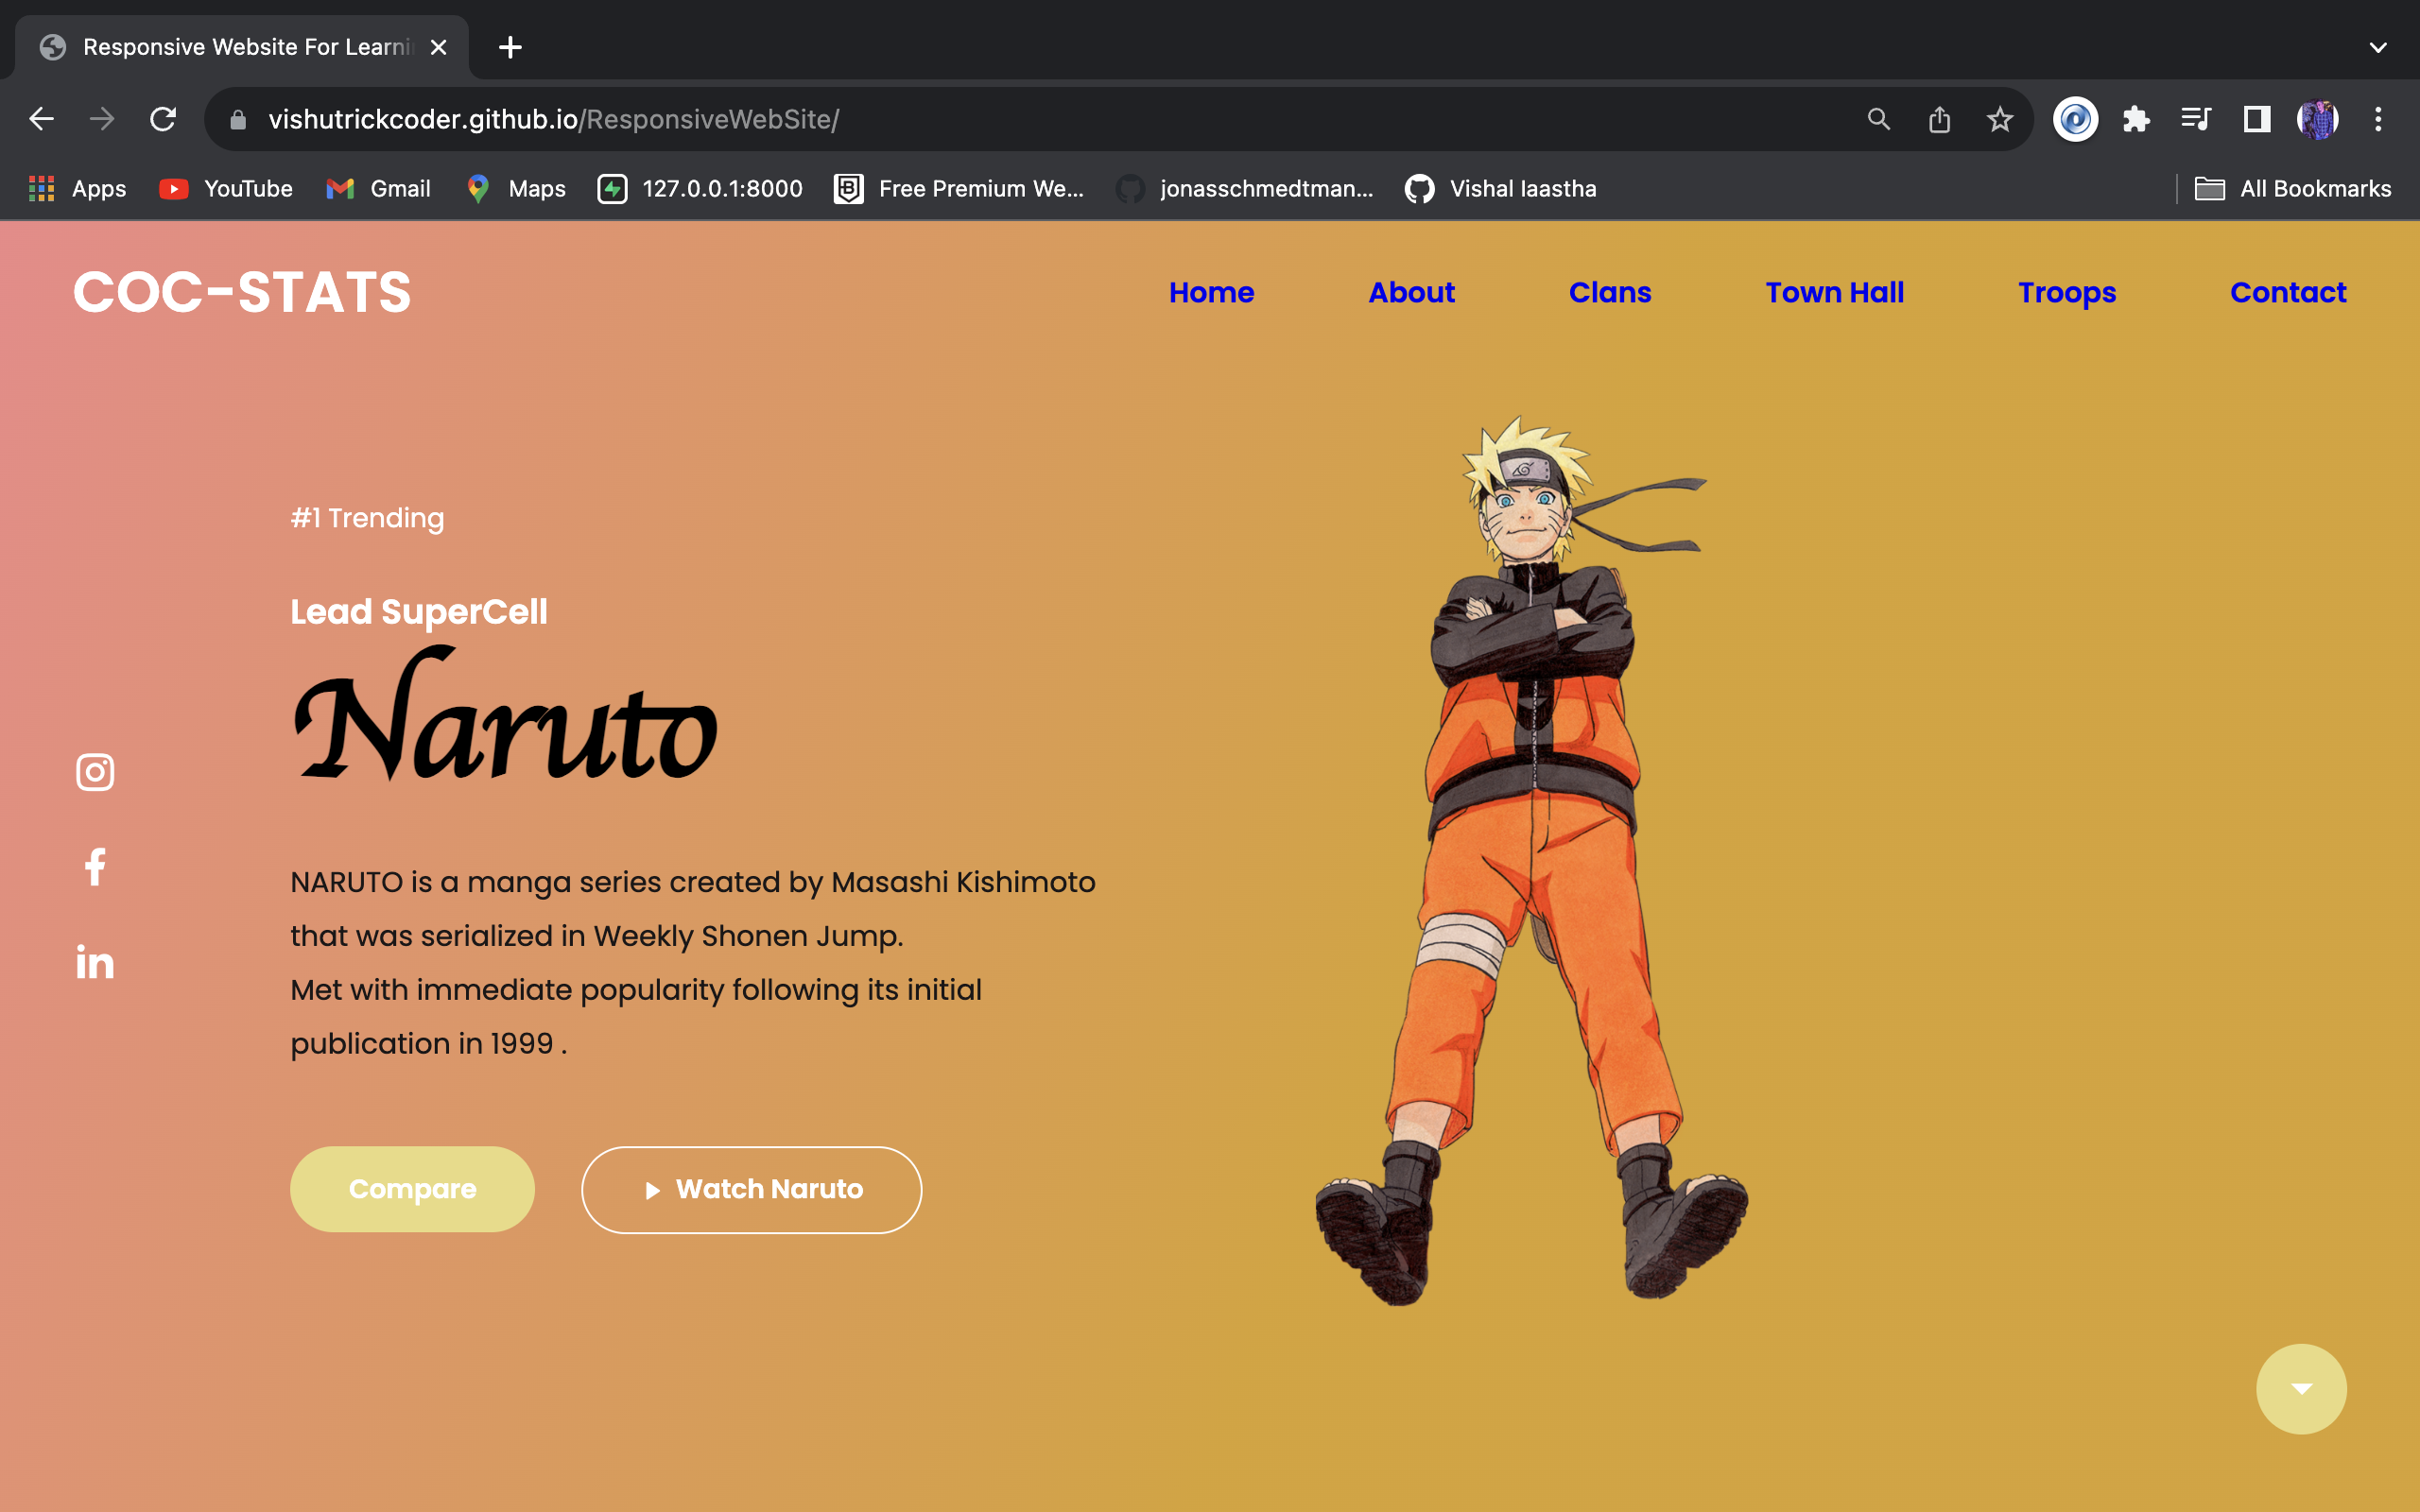 Responsive Website For Learni
vishutrickcoder.github.io/ResponsiveWebSite/
Apps YouTube Gmail Maps 127.0.0.1:8000 Free Premium We... jonasschmedtman... Vishal Iaastha All Bookmarks
COC-STATS Home About Clans Town Hall Troops Contact
#1 Trending
Lead SuperCell
Naruto
NARUTO is a manga series created by Masashi Kishimoto
that was serialized in Weekly Shonen Jump.
Met with immediate popularity following its initial
publication in 1999 .
Compare Watch Naruto